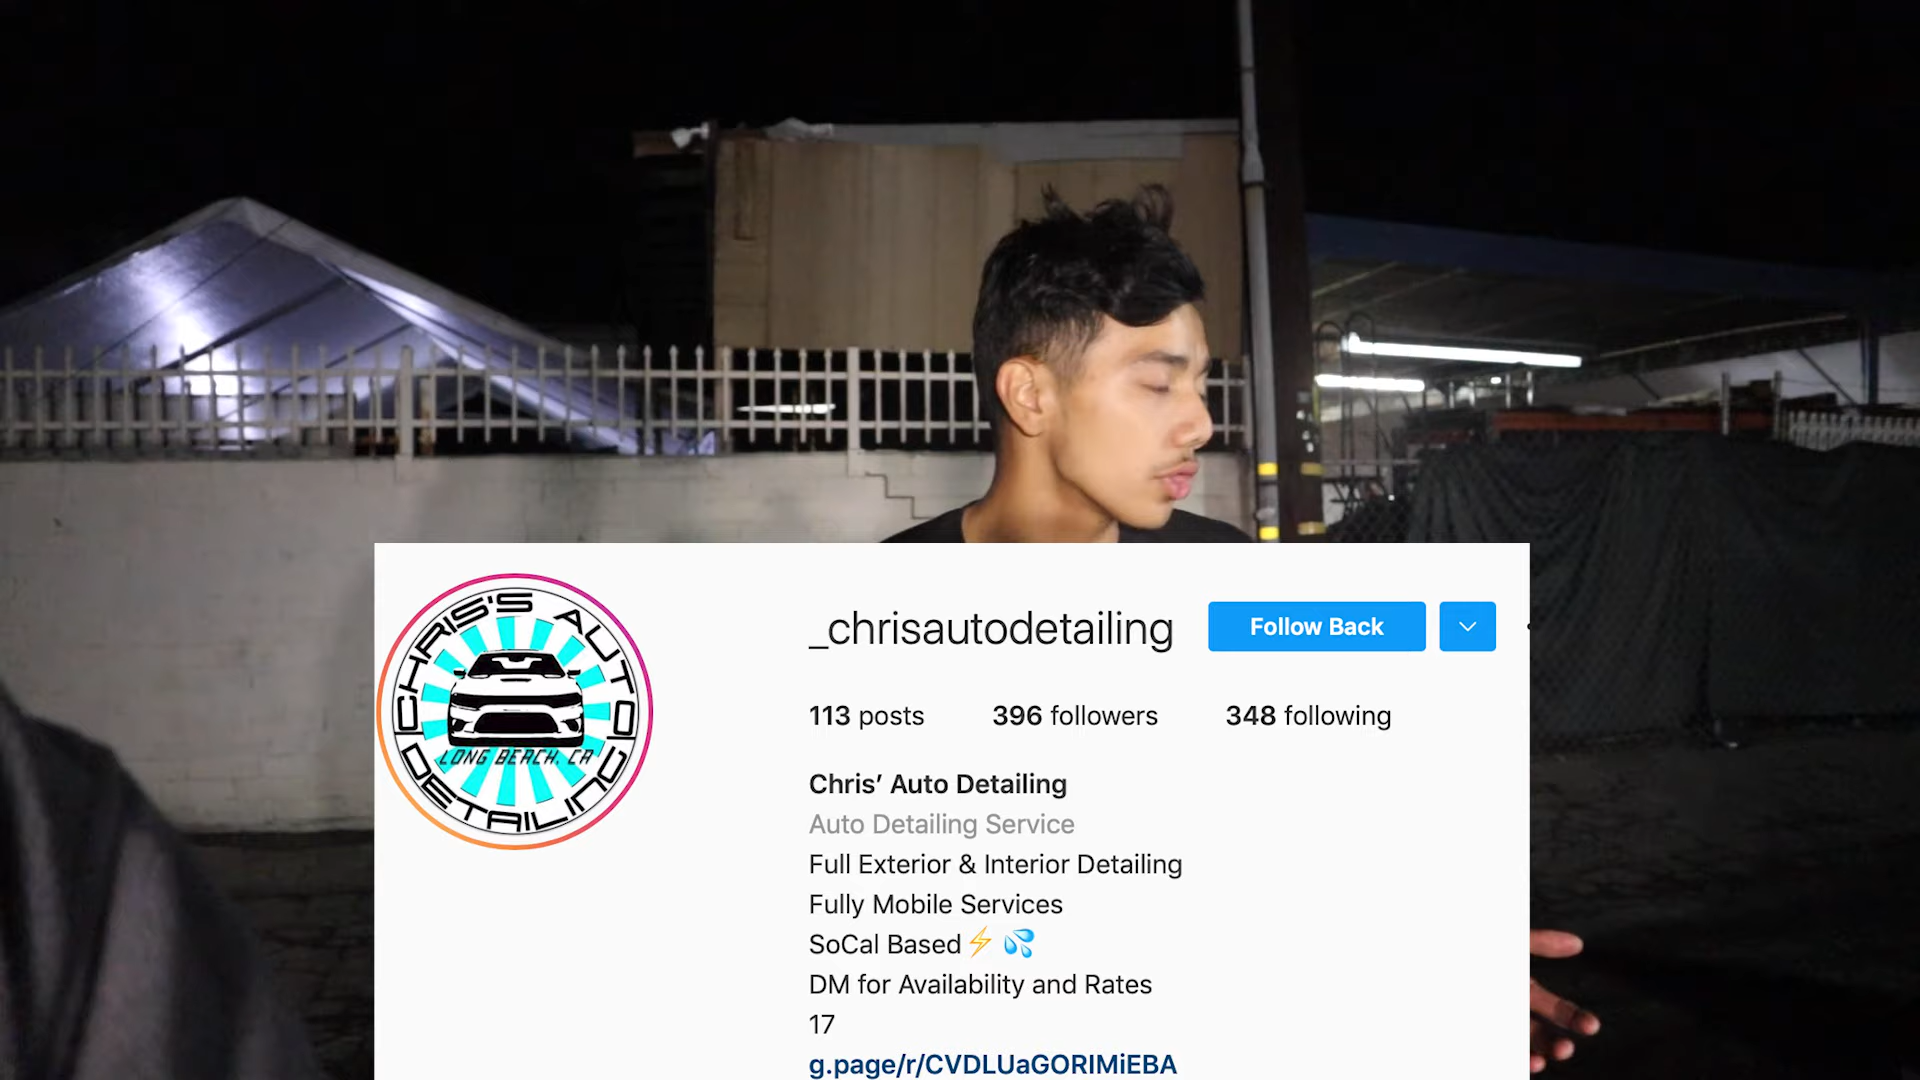 CHRIS'S AUTO
DETAILING
LONG BEACH, CA
_chrisautodetailing
Follow Back
113 posts 396 followers 348 following
Chris’ Auto Detailing
Auto Detailing Service
Full Exterior & Interior Detailing
Fully Mobile Services
SoCal Based⚡💦
DM for Availability and Rates
17
g.page/r/CVDLUaGORIMiEBA